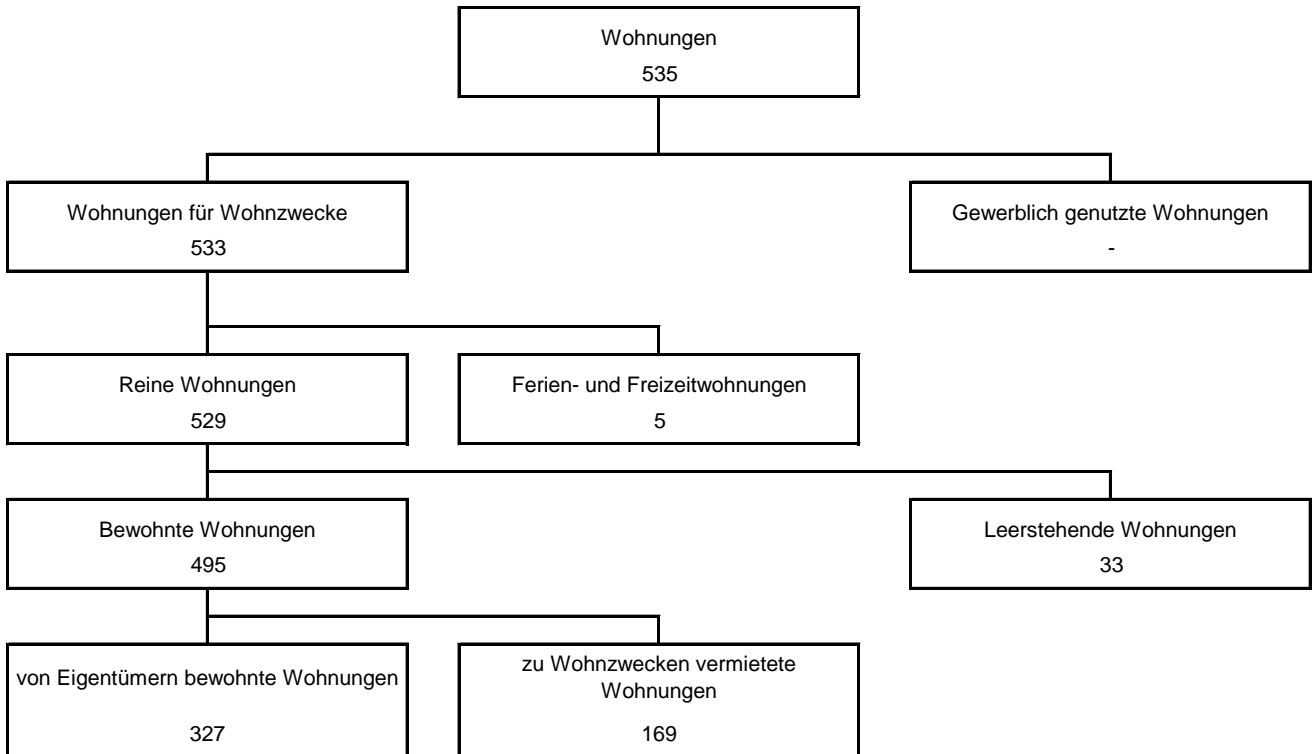 Wohnungen
535
Wohnungen für Wohnzwecke
533
Gewerblich genutzte Wohnungen
-
Reine Wohnungen
529
Ferien- und Freizeitwohnungen
5
Bewohnte Wohnungen
495
Leerstehende Wohnungen
33
von Eigentümern bewohnte Wohnungen
327
zu Wohnzwecken vermietete
Wohnungen
169